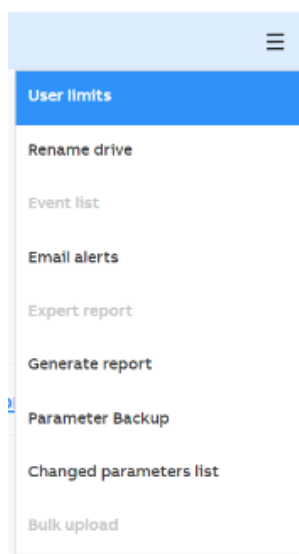 User limits
Rename drive
Event list
Email alerts
Expert report
Generate report
Parameter Backup
Changed parameters list
Bulk upload